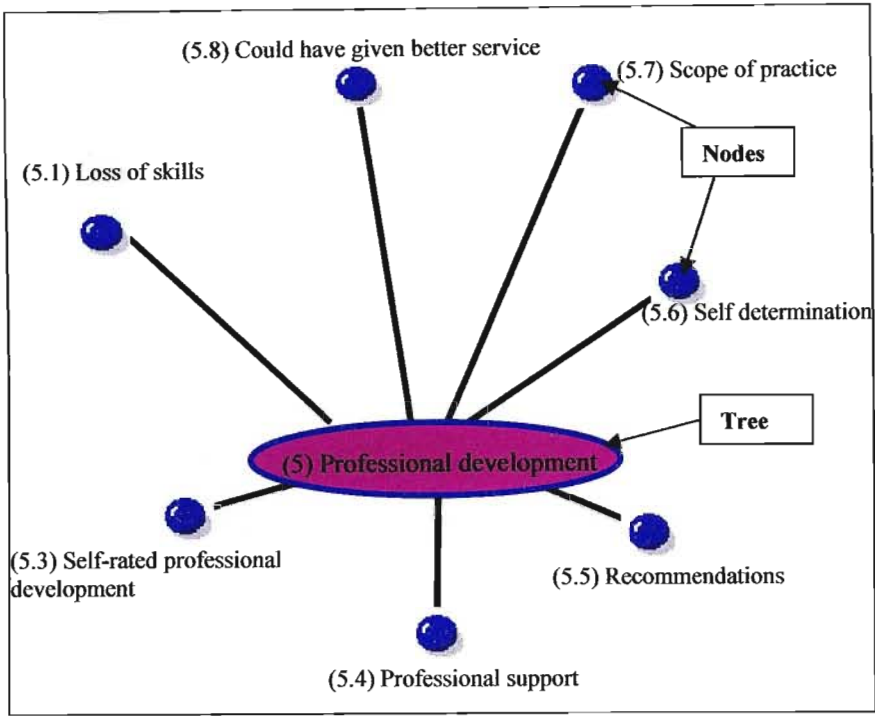 (5.8) Could have given better service
(5.7) Scope of practice
Nodes
(5.1) Loss of skills
(5.6) Self determination
Tree
(5) Professional development
(5.3) Self-rated professional
development
(5.5) Recommendations
(5.4) Professional support